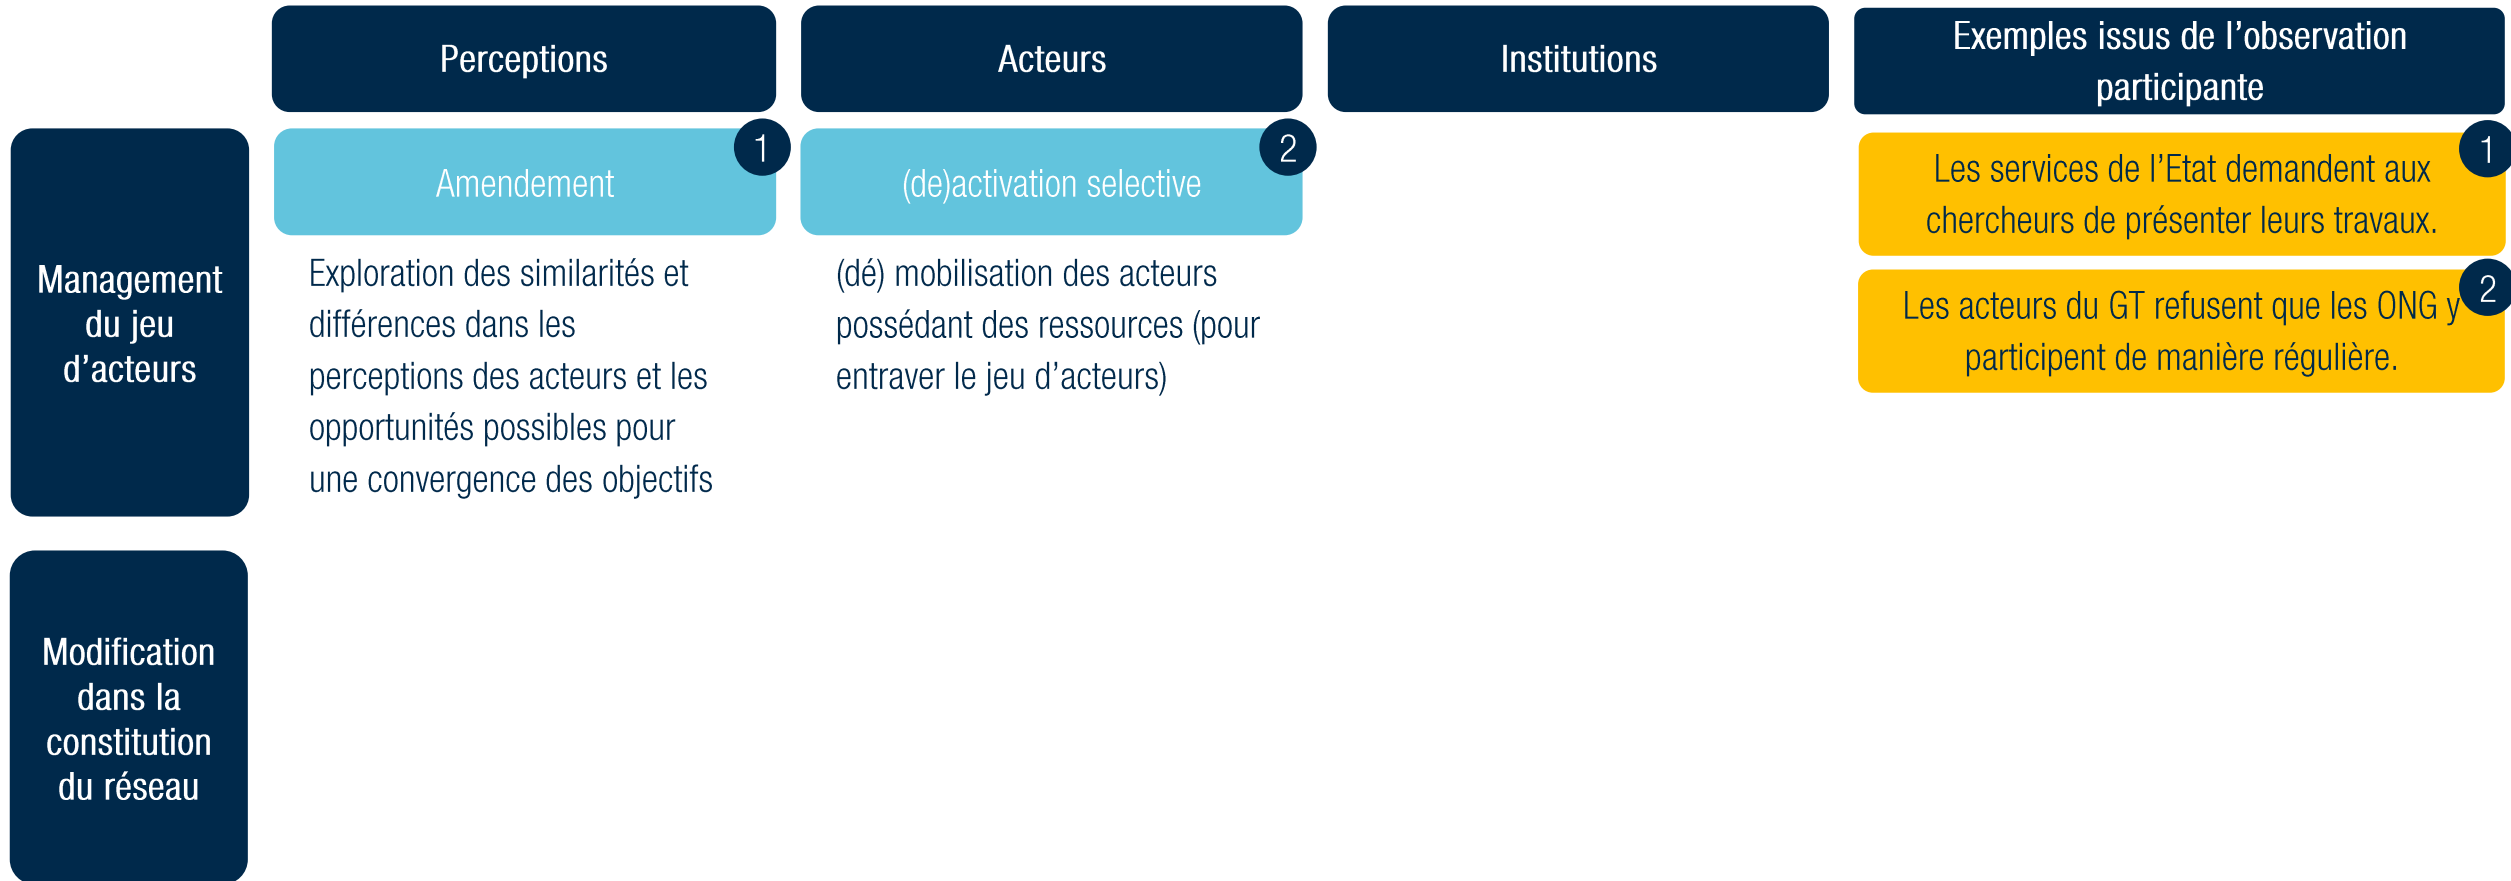 Perceptions
Acteurs
Institutions
Exemples issus de l’observation
participante
Management
du jeu
d’acteurs
Amendement
1
Exploration des similarités et
différences dans les
perceptions des acteurs et les
opportunités possibles pour
une convergence des objectifs
(de)activation selective
2
(dé) mobilisation des acteurs
possédant des ressources (pour
entraver le jeu d’acteurs)
Les services de l’Etat demandent aux
chercheurs de présenter leurs travaux.
1
Les acteurs du GT refusent que les ONG y
participent de manière régulière.
2
Modification
dans la
constitution
du réseau